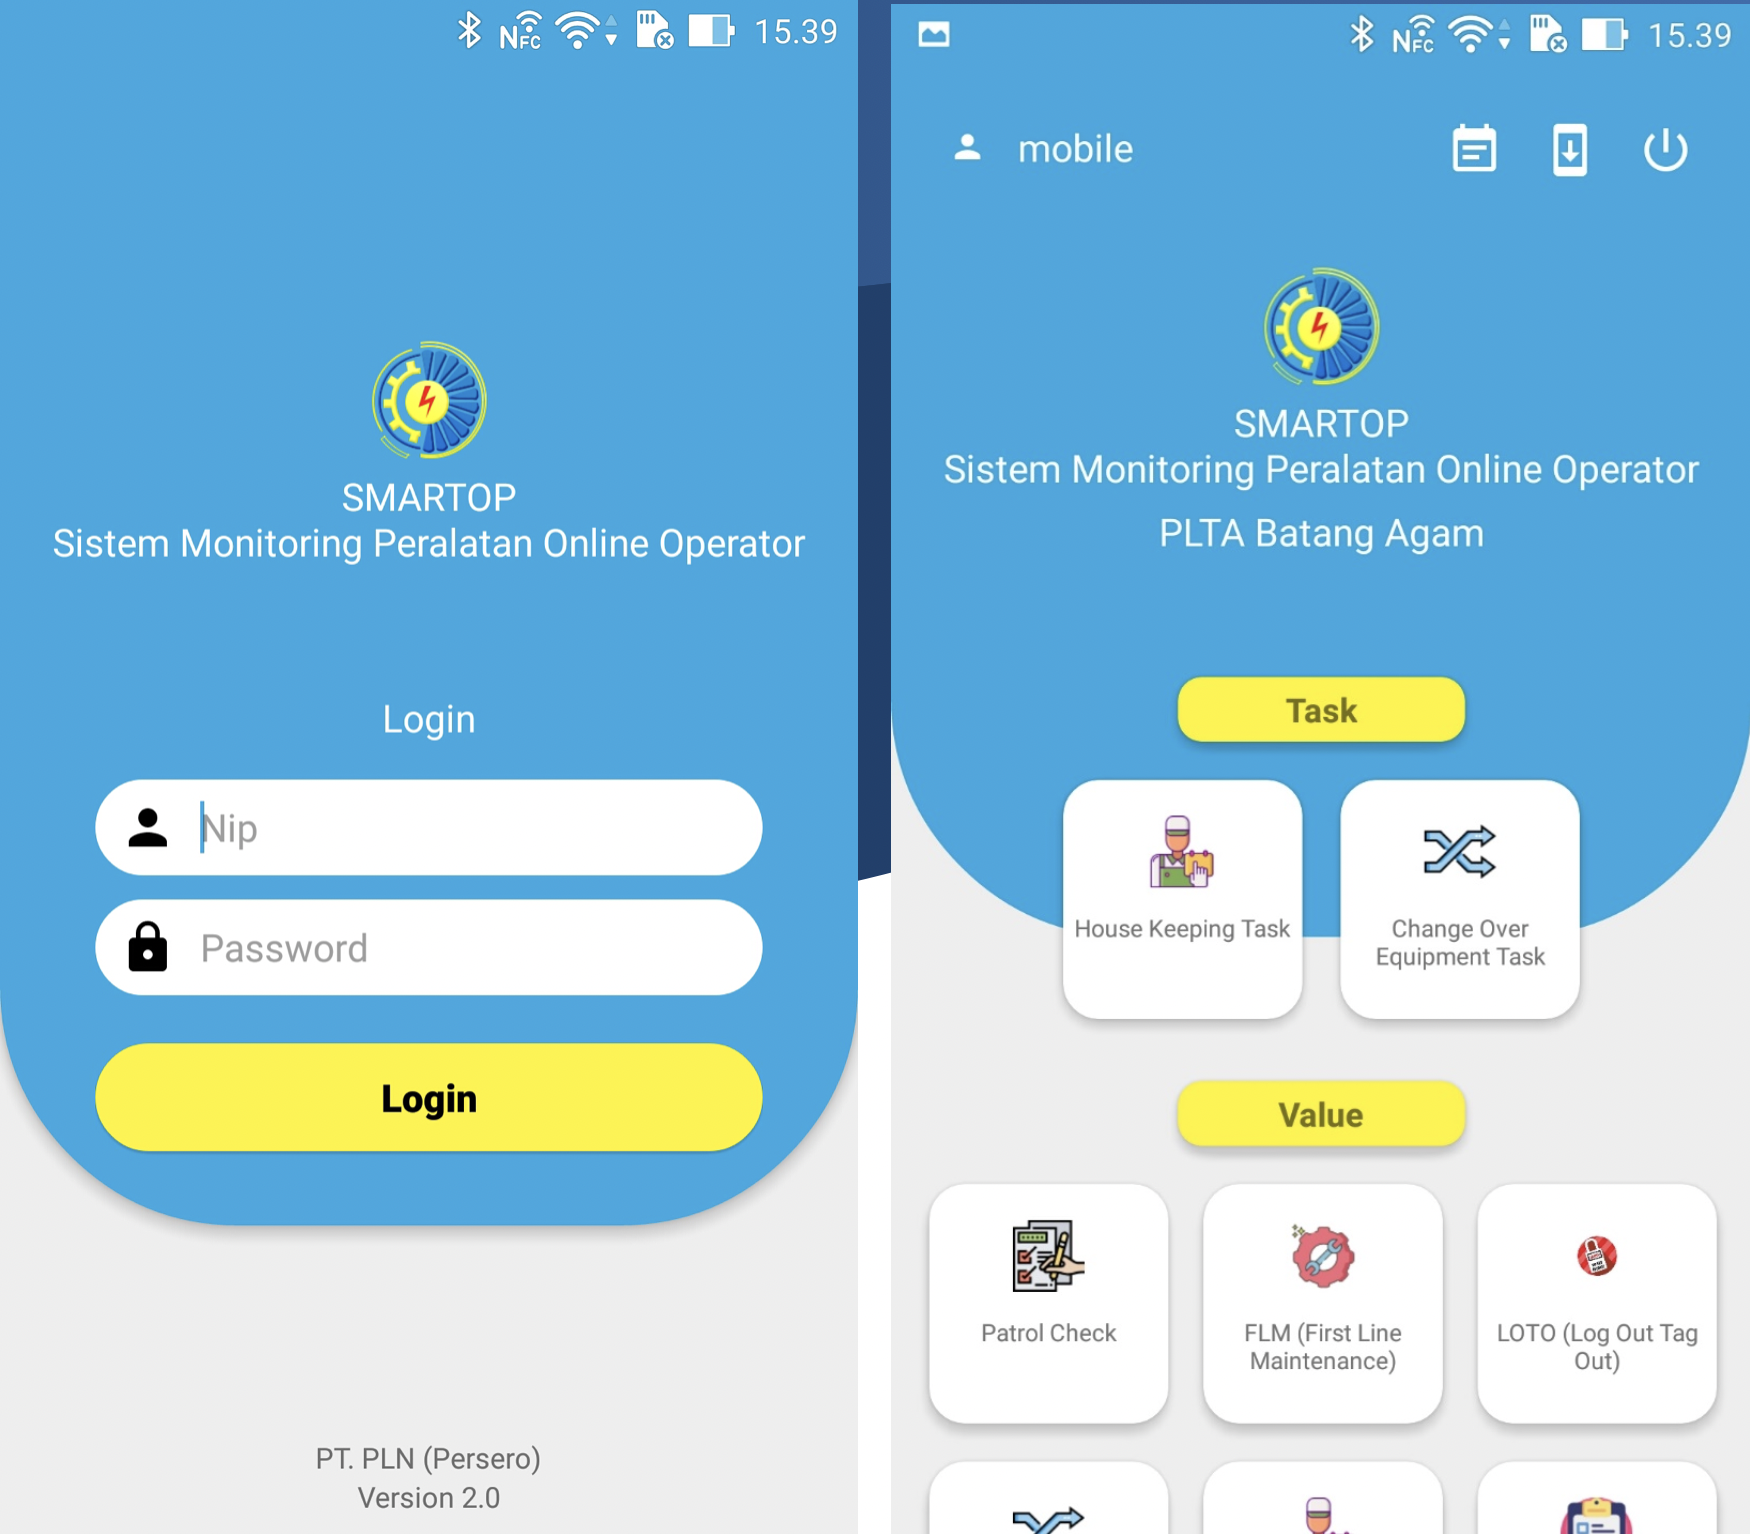 NFC
15.39
SMARTOP
Sistem Monitoring Peralatan Online Operator
Login
Nip
Password
Login
PT. PLN (Persero)
Version 2.0
NFC
15.39
mobile
SMARTOP
Sistem Monitoring Peralatan Online Operator
PLTA Batang Agam
Task
House Keeping Task
Change Over
Equipment Task
Value
Patrol Check
FLM (First Line
Maintenance)
LOTO (Log Out Tag
Out)